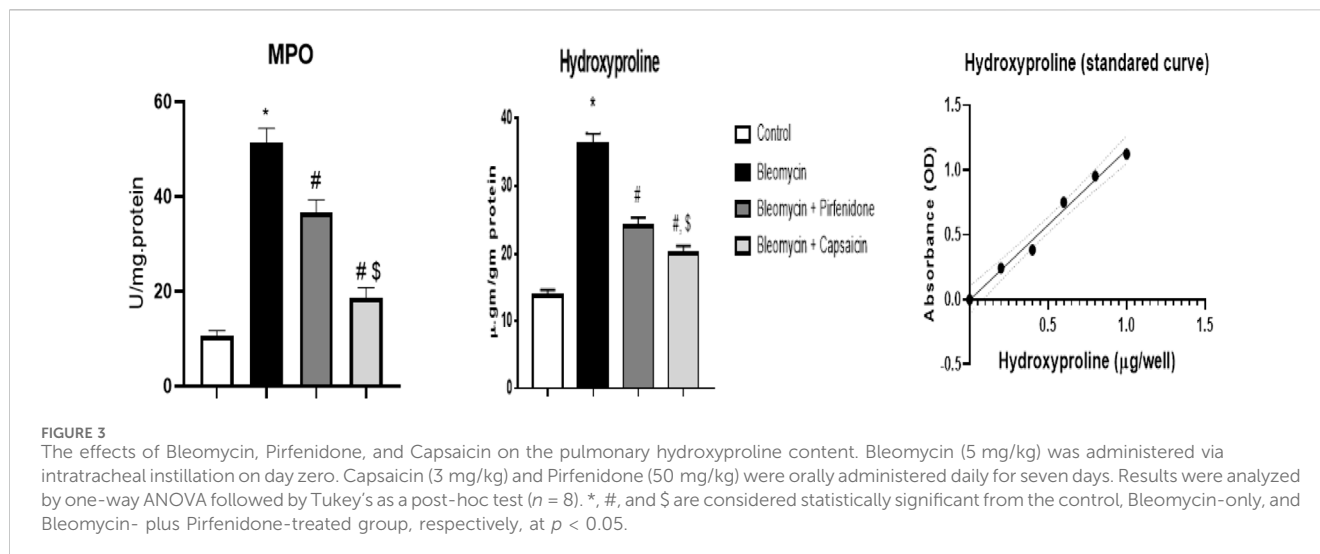 MPO
60
40
20
0
U/mg.protein
*
#
# $
Hydroxyproline
40
30
20
10
0
µ.gm/gm protein
*
#
#, $
Control
Bleomycin
Bleomycin + Pirfenidone
Bleomycin + Capsaicin
Hydroxyproline (standared curve)
1.5
1.0
0.5
0.0
-0.5
Absorbance (OD)
0.5
1.0
1.5
Hydroxyproline (µg/well)
FIGURE 3
The effects of Bleomycin, Pirfenidone, and Capsaicin on the pulmonary hydroxyproline content. Bleomycin (5 mg/kg) was administered via
intratracheal instillation on day zero. Capsaicin (3 mg/kg) and Pirfenidone (50 mg/kg) were orally administered daily for seven days. Results were analyzed
by one-way ANOVA followed by Tukey's as a post-hoc test (n = 8). *, #, and $ are considered statistically significant from the control, Bleomycin-only, and
Bleomycin- plus Pirfenidone-treated group, respectively, at p < 0.05.